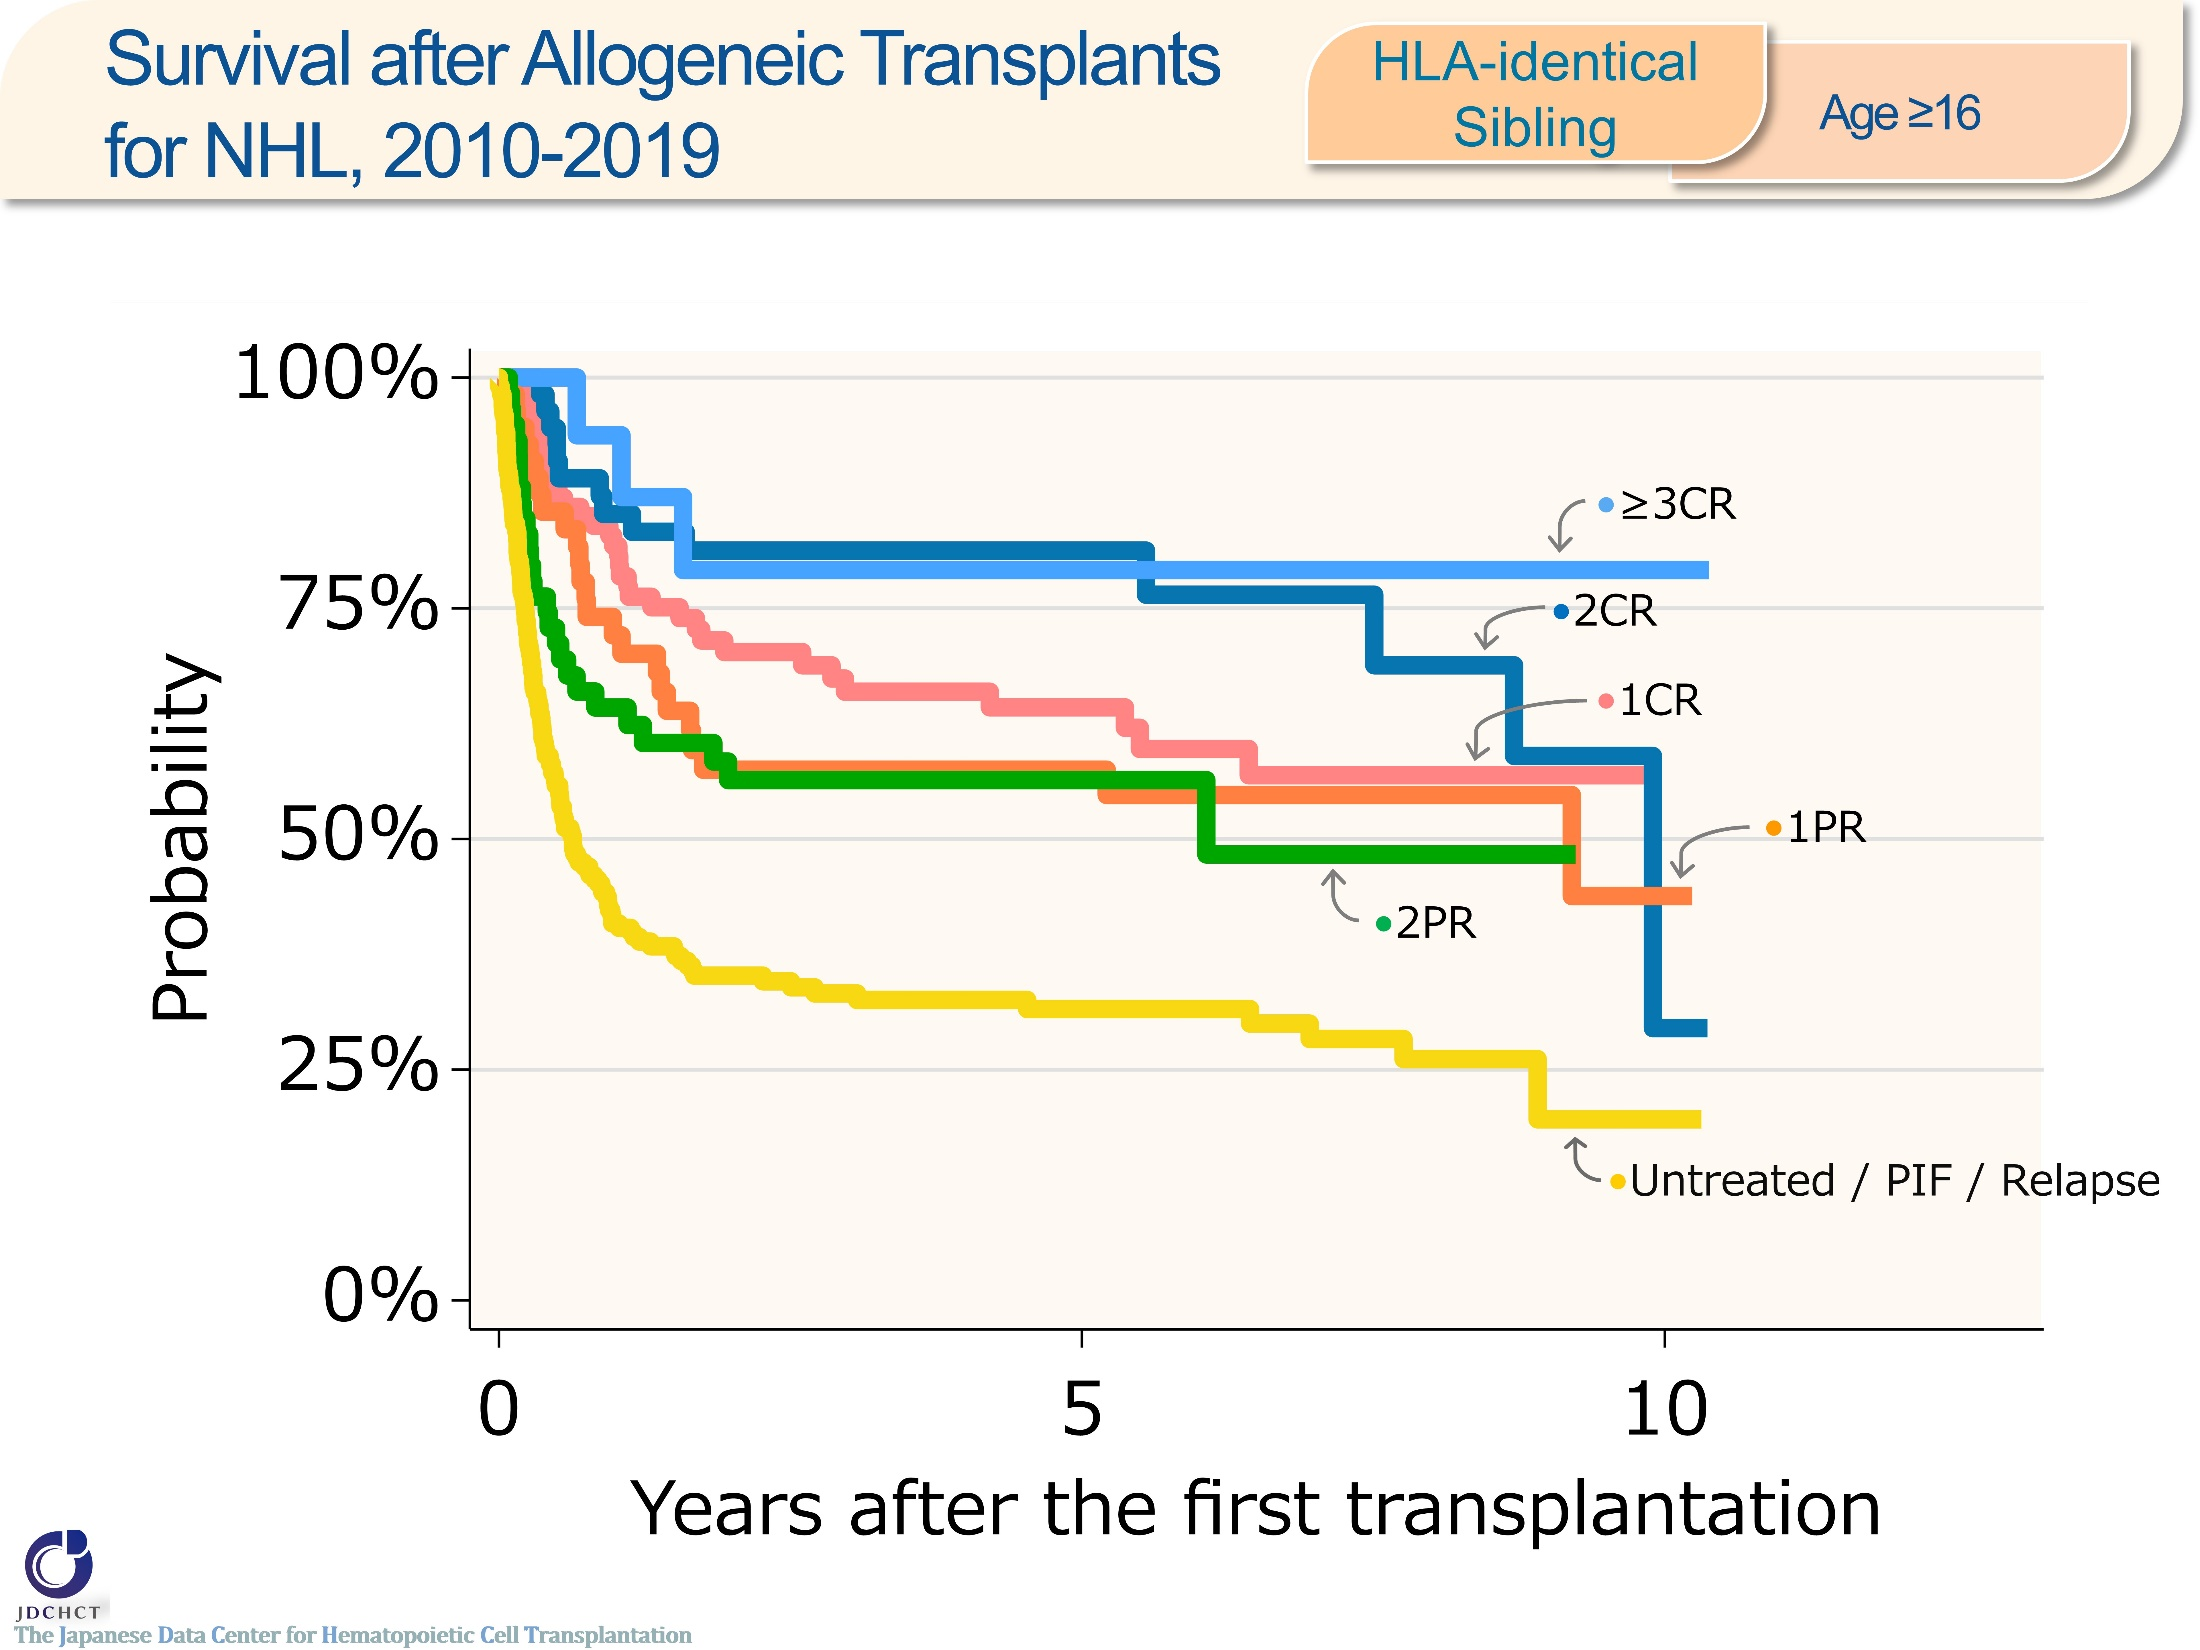 Survival after Allogeneic Transplants
for NHL, 2010-2019
HLA-identical
Sibling
Age ≥16
100%
75%
50%
25%
0%
Probability
≥3CR
2CR
1CR
1PR
2PR
Untreated / PIF / Relapse
0 5 10
Years after the first transplantation
JDCHCT
The Japanese Data Center for Hematopoietic Cell Transplantation